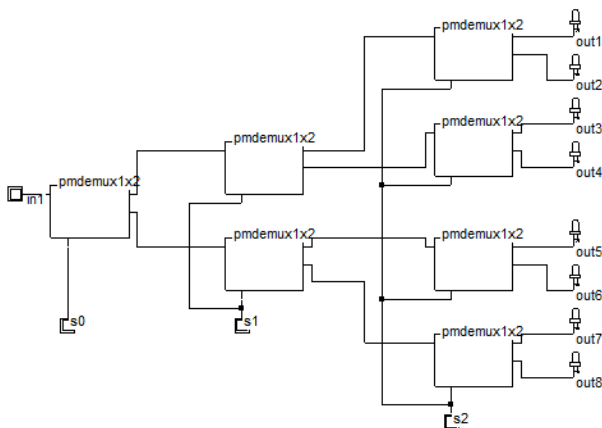 pmdemux1x2
out1
out2
pmdemux1x2
out3
pmdemux1x2
out4
pmdemux1x2
in1
pmdemux1x2
pmdemux1x2
out5
out6
s0
s1
pmdemux1x2
out7
out8
s2